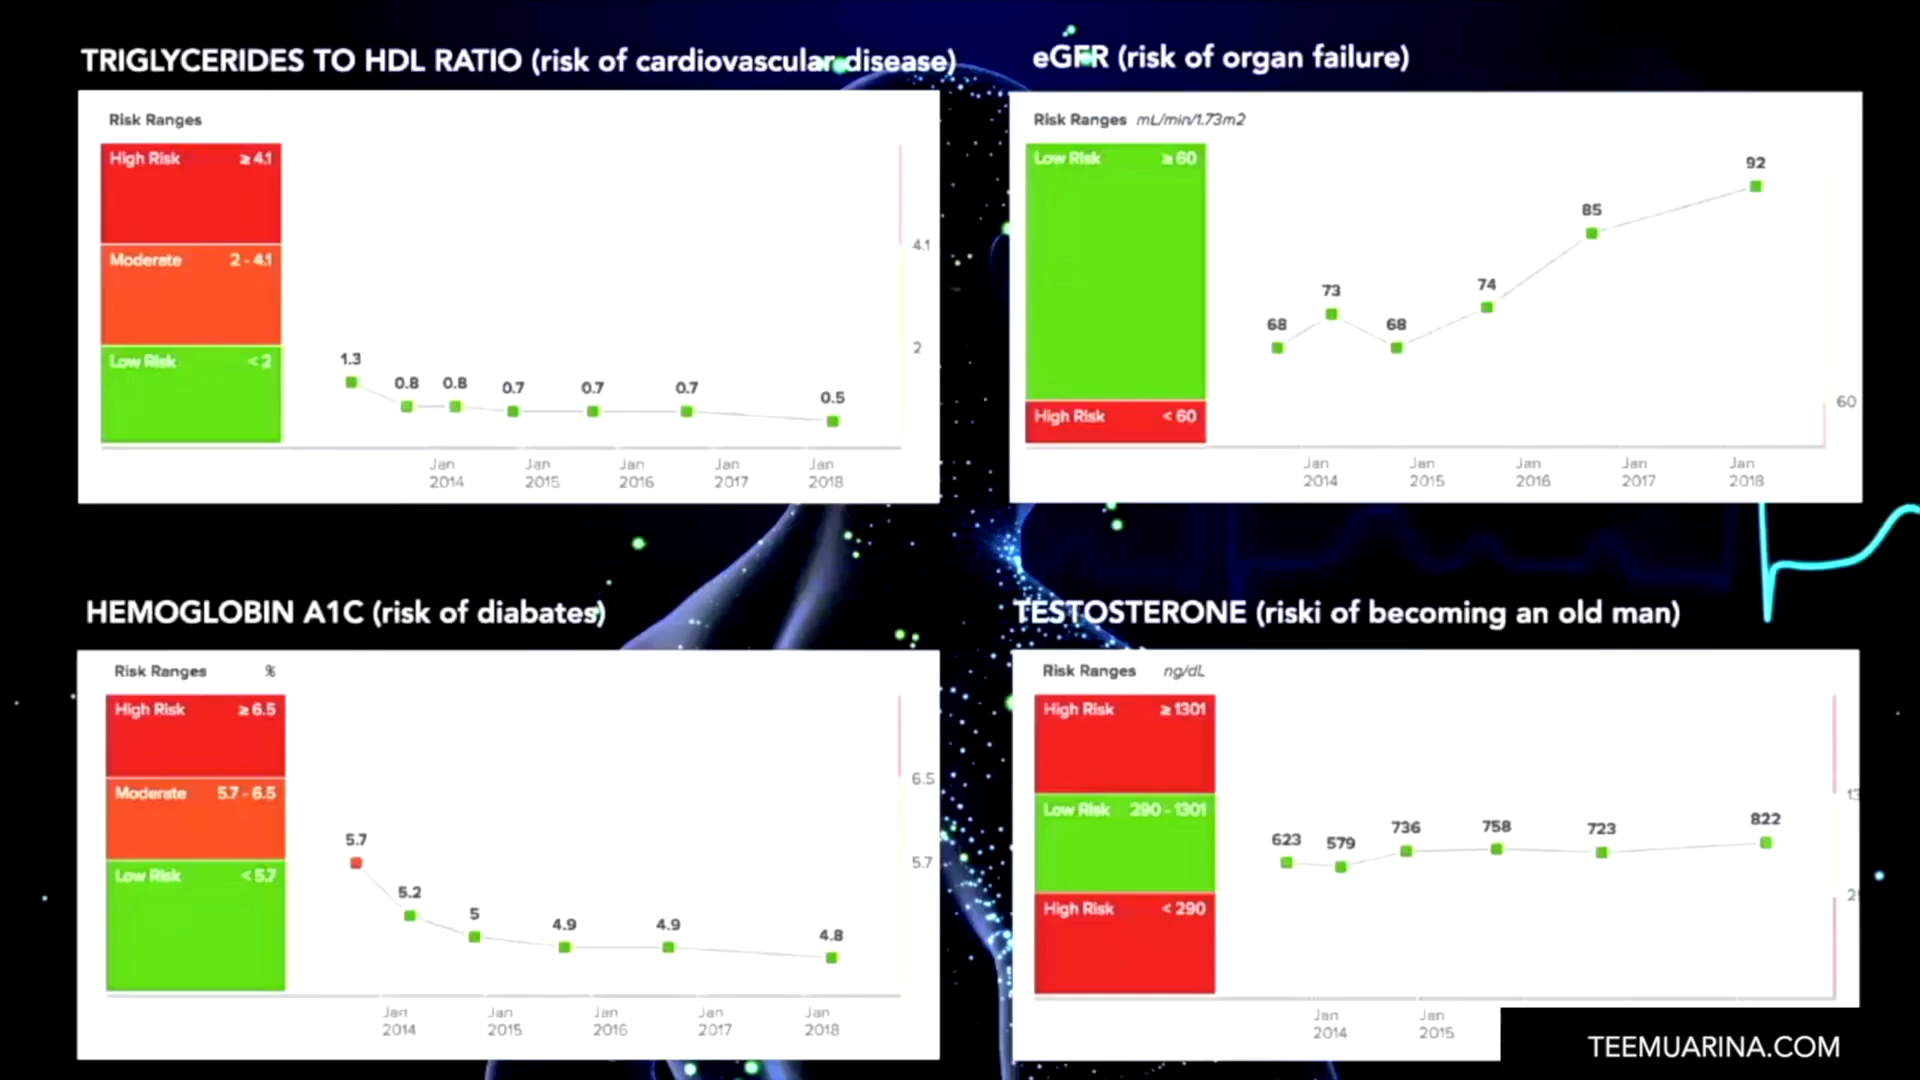 TRIGLYCERIDES TO HDL RATIO (risk of cardiovascular disease)
Risk Ranges
High Risk ≥ 4.1
Moderate 2 - 4.1
Low Risk < 2
1.3
0.8
0.8
0.7
0.7
0.7
0.5
4.1
2
Jan 2014
Jan 2015
Jan 2016
Jan 2017
Jan 2018
eGFR (risk of organ failure)
Risk Ranges mL/min/1.73m2
Low Risk ≥ 60
High Risk < 60
68
73
68
74
85
92
60
Jan 2014
Jan 2015
Jan 2016
Jan 2017
Jan 2018
HEMOGLOBIN A1C (risk of diabates)
Risk Ranges %
High Risk ≥ 6.5
Moderate 5.7 - 6.5
Low Risk < 5.7
5.7
5.2
5
4.9
4.9
4.8
6.5
5.7
Jan 2014
Jan 2015
Jan 2016
Jan 2017
Jan 2018
TESTOSTERONE (riski of becoming an old man)
Risk Ranges ng/dL
High Risk ≥ 1301
Low Risk 290 - 1301
High Risk < 290
623
579
736
758
723
822
Jan 2014
Jan 2015
TEEMUARINA.COM